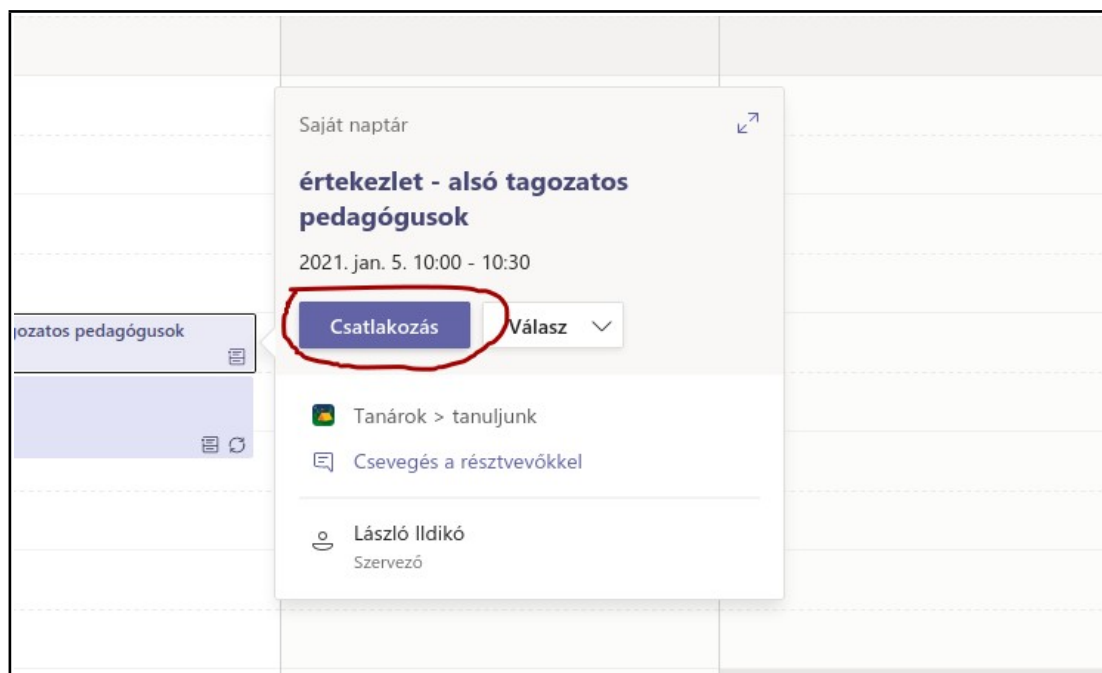 Saját naptár
értekezlet - alsó tagozatos
pedagógusok
2021. jan. 5. 10:00 - 10:30
Csatlakozás
Válasz
ozatos pedagógusok
Tanárok > tanuljunk
Csevegés a résztvevőkkel
László Ildikó
Szervező